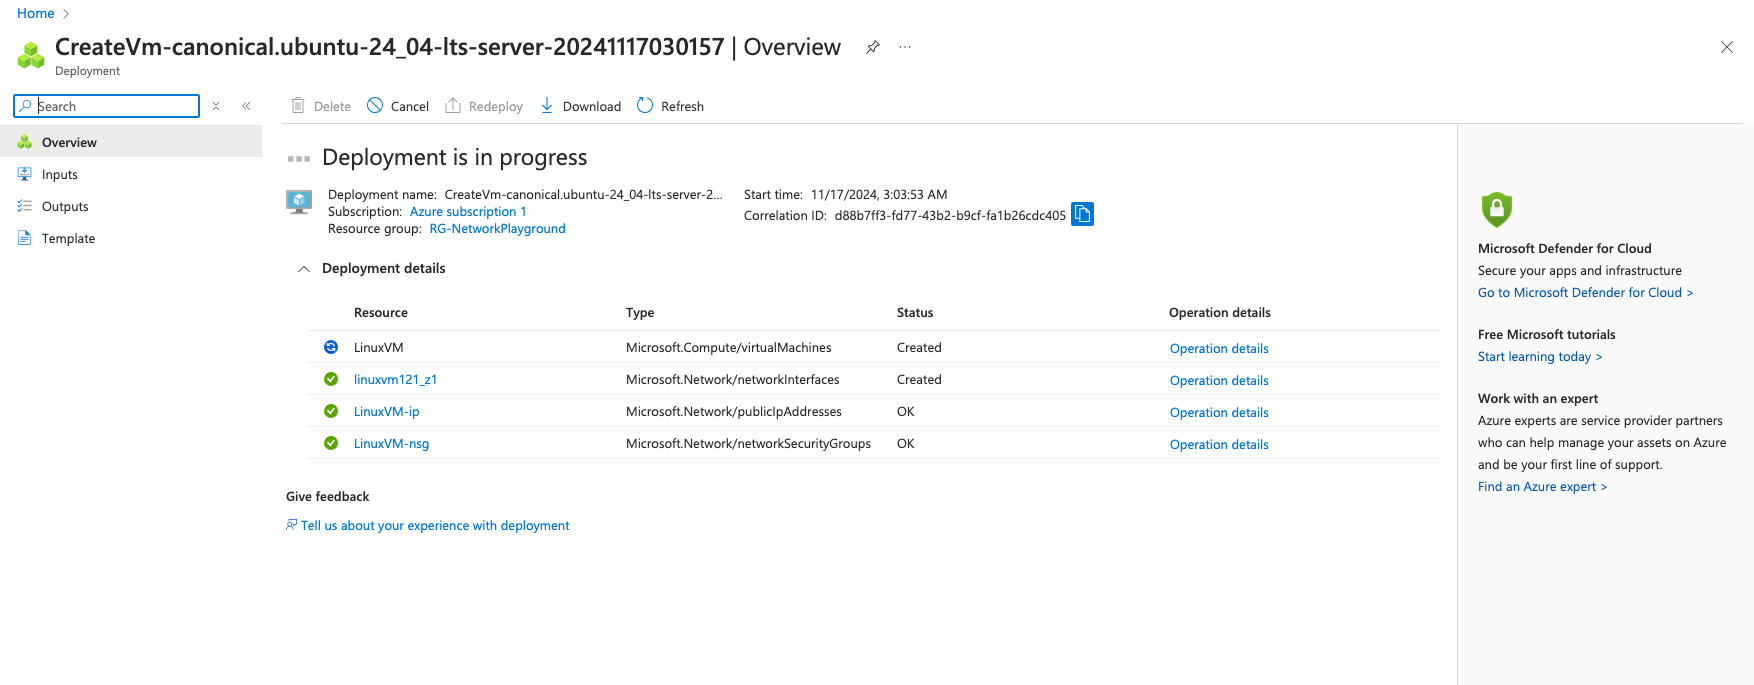 Home
CreateVm-canonical.ubuntu-24_04-lts-server-20241117030157 | Overview
Deployment
Search
Delete
Cancel
Redeploy
Download
Refresh
Overview
Inputs
Outputs
Template
Deployment is in progress
Deployment name: CreateVm-canonical.ubuntu-24_04-lts-server-2...
Subscription: Azure subscription 1
Resource group: RG-NetworkPlayground
Start time: 11/17/2024, 3:03:53 AM
Correlation ID: d88b7ff3-fd77-43b2-b9cf-fa1b26cdc405
Deployment details
Resource Type Status Operation details
LinuxVM Microsoft.Compute/virtualMachines Created Operation details
linuxvm121_z1 Microsoft.Network/networkInterfaces Created Operation details
LinuxVM-ip Microsoft.Network/publicIpAddresses OK Operation details
LinuxVM-nsg Microsoft.Network/networkSecurityGroups OK Operation details
Give feedback
Tell us about your experience with deployment
Microsoft Defender for Cloud
Secure your apps and infrastructure
Go to Microsoft Defender for Cloud >
Free Microsoft tutorials
Start learning today >
Work with an expert
Azure experts are service provider partners
who can help manage your assets on Azure
and be your first line of support.
Find an Azure expert >